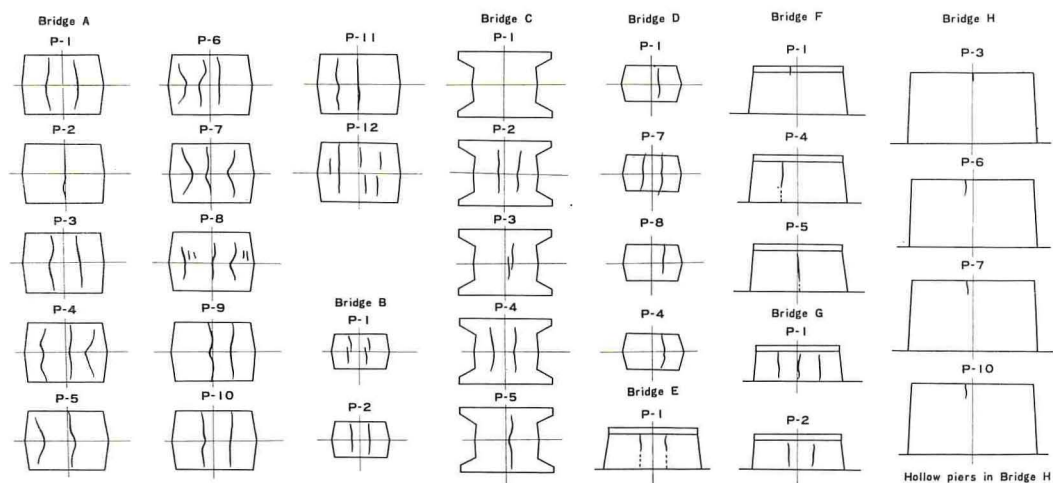 Bridge A
P-1
P-2
P-3
P-4
P-5
P-6
P-7
P-8
P-9
P-10
P-11
P-12
Bridge B
P-1
P-2
Bridge C
P-1
P-2
P-3
P-4
P-5
Bridge D
P-1
P-7
P-8
P-4
Bridge E
P-1
Bridge F
P-1
P-4
P-5
Bridge G
P-1
P-2
Bridge H
P-3
P-6
P-7
P-10
Hollow piers in Bridge H